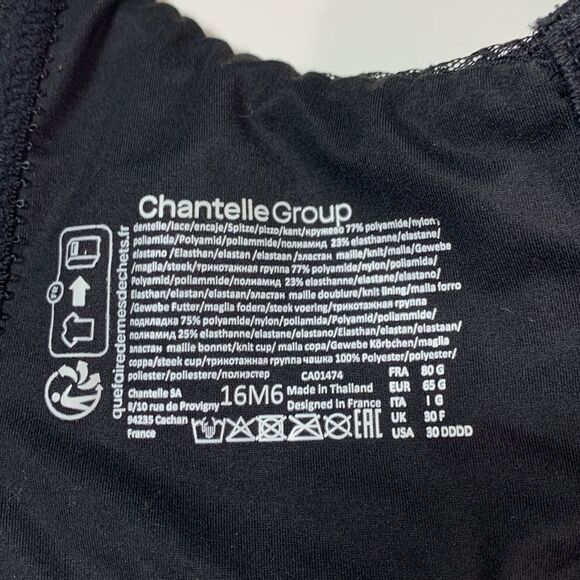 Chantelle Group
dentelle/lace/encaje/Spitze/pizzo/kant/кружево 77% polyamide/nylon/
poliamida/Polyamid/poliammide/полиамид 23% elasthanne/elastane/
elastano/Elasthan/elastan/elastaan/эластан maille/knit/malla/Gewebe
/maglia/steek/трикотажная группа 77% polyamide/nylon/poliamida/
Polyamid/poliammide/полиамид 23% elasthanne/elastane/elastano/
Elasthan/elastan/elastaan/эластан maille doublure/knit lining/malla forro
/Gewebe Futter/maglia fodera/steek voering/трикотажная группа
подкладка 75% polyamide/nylon/poliamida/Polyamid/poliammide/
полиамид 25% elasthanne/elastane/elastano/Elasthan/elastan/elastaan/
эластан maille bonnet/knit cup/malla copa/Gewebe Körbchen/maglia
coppa/steek cup/трикотажная группа чашка 100% Polyester/polyester/
poliester/poliestere/полиэстер CA01474
Chantelle SA
8/10 rue de Provigny
94235 Cachan
France
16M6
Made in Thailand
Designed in France
EAC
FRA 80 G
EUR 65 G
ITA I G
UK 30 F
USA 30 DDDD
quefairedemesdechets.fr
FR